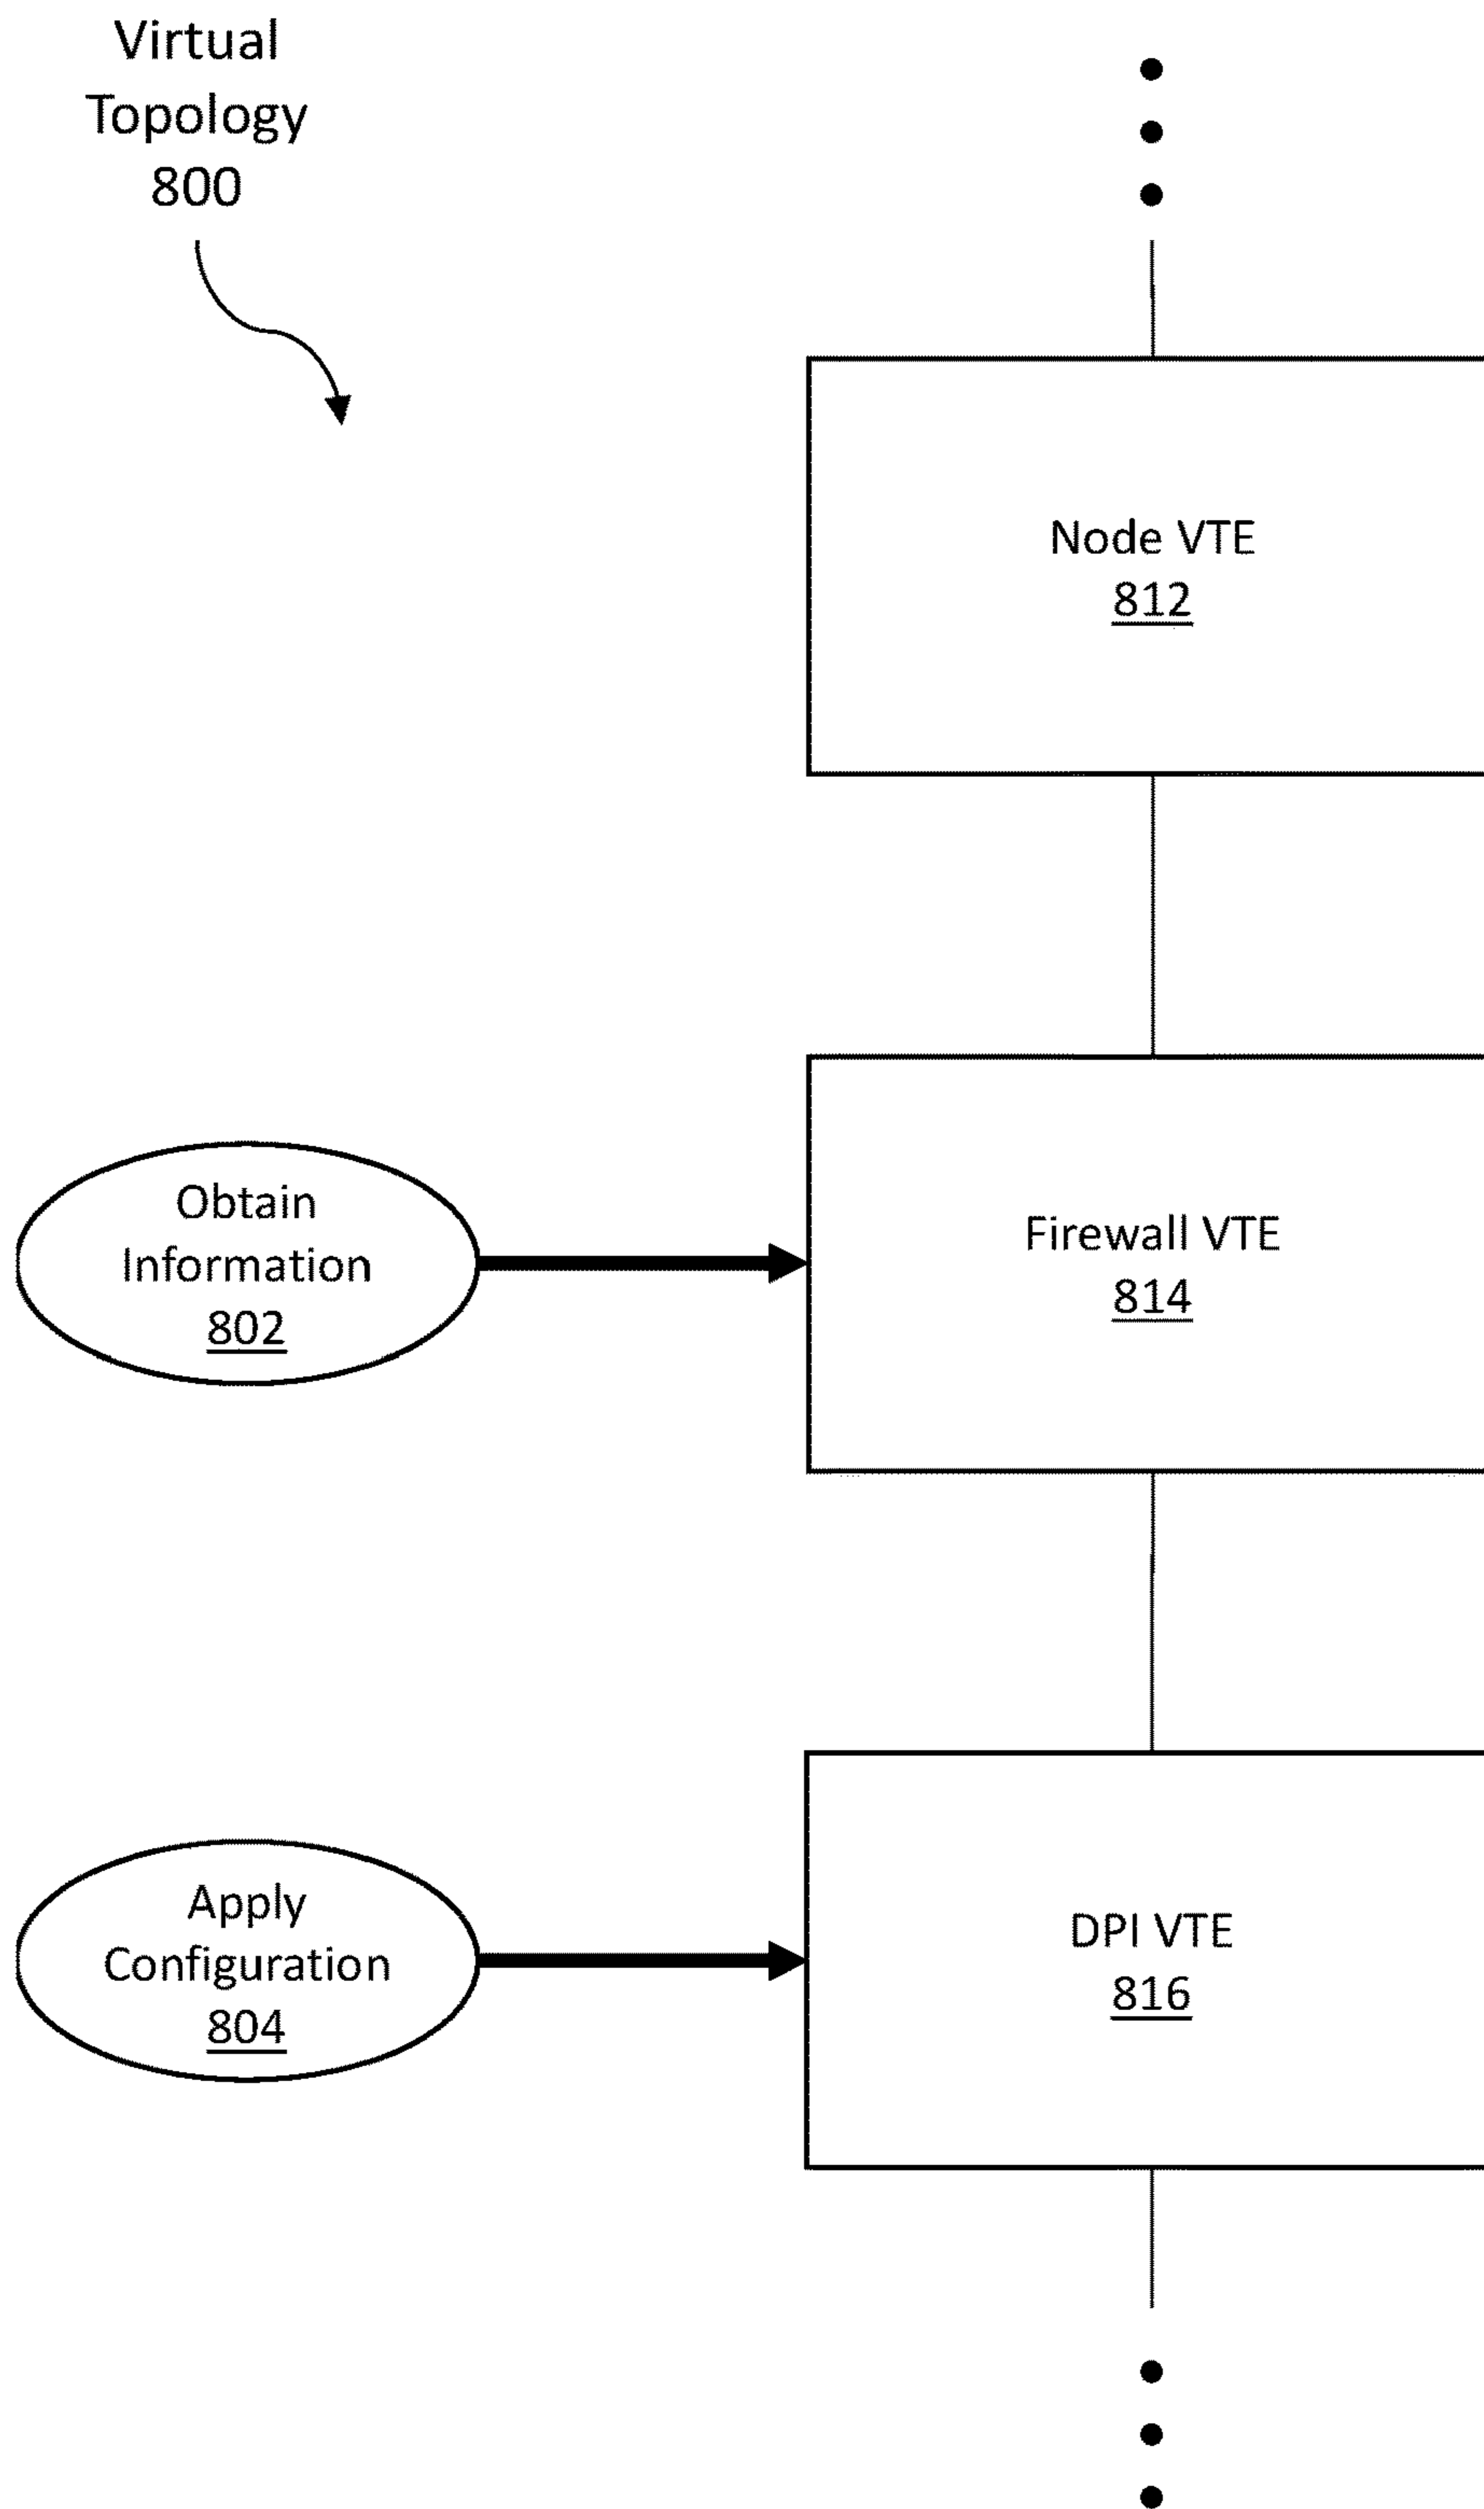 Virtual
Topology
800
Node VTE
812
Obtain
Information
802
Firewall VTE
814
Apply
Configuration
804
DPI VTE
816